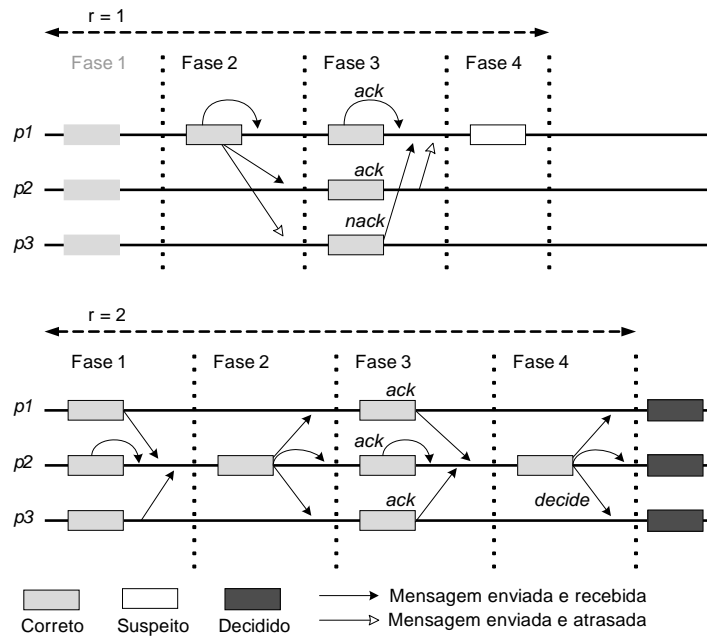 r = 1
Fase 1 Fase 2 Fase 3 Fase 4
ack
p1
ack
p2
nack
p3
r = 2
Fase 1 Fase 2 Fase 3 Fase 4
ack
p1
ack
p2
ack decide
p3
Mensagem enviada e recebida
Mensagem enviada e atrasada
Correto Suspeito Decidido